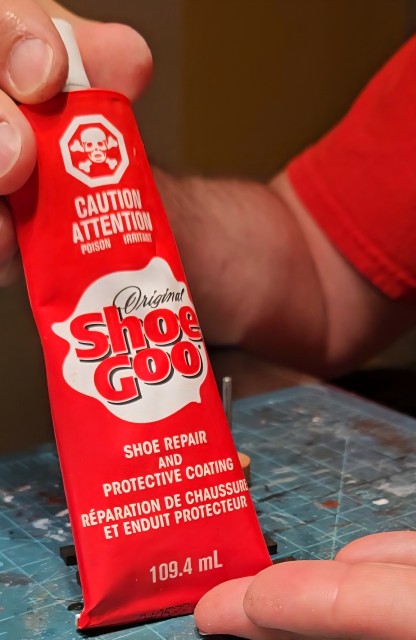 CAUTION
ATTENTION
POISON IRRITANT
Original
Shoe
Goo
SHOE REPAIR
AND
PROTECTIVE COATING
RÉPARATION DE CHAUSSURE
ET ENDUIT PROTECTEUR
109.4 mL